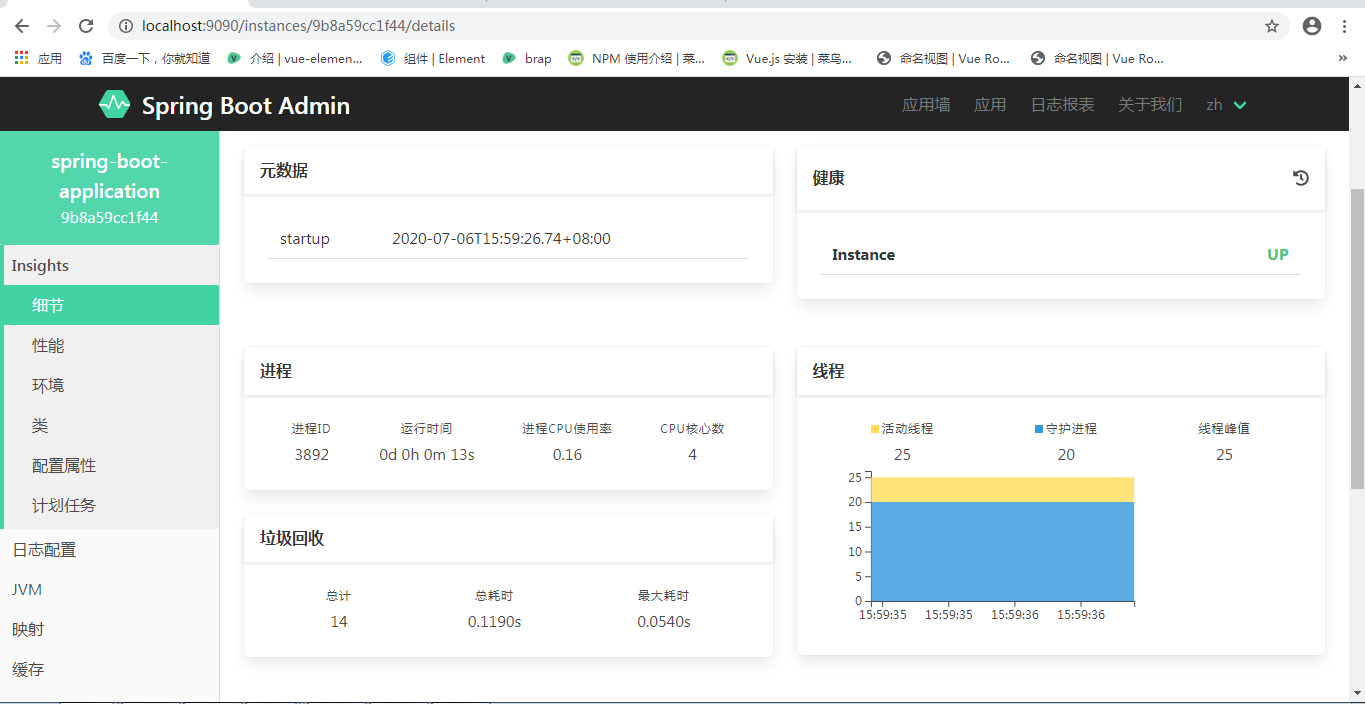 localhost:9090/instances/9b8a59cc1f44/details
应用 百度一下，你就知道 介绍 | vue-elemen... 组件 | Element brap NPM 使用介绍 | 菜... Vue.js 安装 | 菜鸟... 命名视图 | Vue Ro... 命名视图 | Vue Ro... »
Spring Boot Admin 应用墙 应用 日志报表 关于我们 zh
spring-boot-
application
9b8a59cc1f44
Insights
细节
性能
环境
类
配置属性
计划任务
日志配置
JVM
映射
缓存
元数据
startup 2020-07-06T15:59:26.74+08:00
健康
Instance UP
进程
进程ID 运行时间 进程CPU使用率 CPU核心数
3892 0d 0h 0m 13s 0.16 4
垃圾回收
总计 总耗时 最大耗时
14 0.1190s 0.0540s
线程
活动线程 守护进程 线程峰值
25 20 25
25
20
15
10
5
0
15:59:35 15:59:35 15:59:36 15:59:36